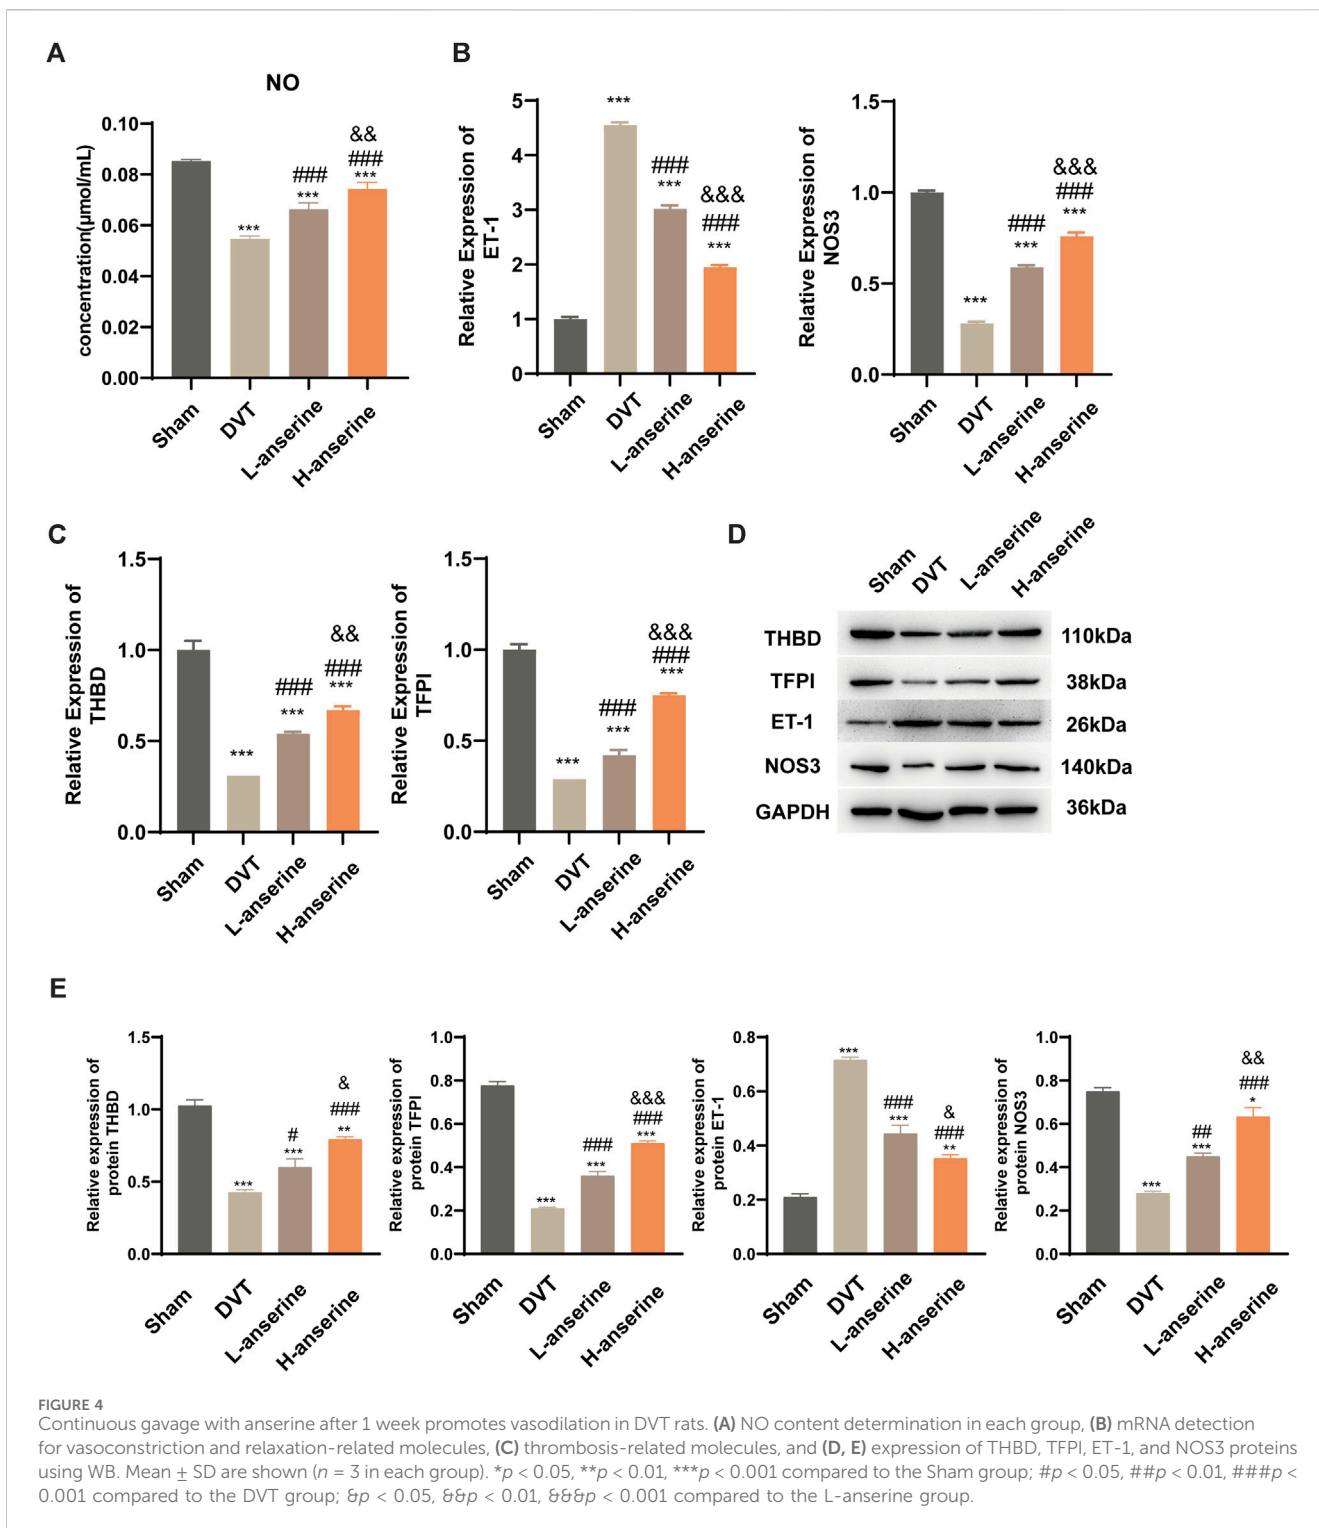 A
NO
concentration(μmol/mL)
0.10
0.08
0.06
0.04
0.02
0.00
***
###
***
&&
###
***
Sham
DVT
L-anserine
H-anserine
B
Relative Expression of
ET-1
5
4
3
2
1
0
***
###
***
&&&
###
***
Sham
DVT
L-anserine
H-anserine
Relative Expression of
NOS3
1.5
1.0
0.5
0.0
***
###
***
&&&
###
***
Sham
DVT
L-anserine
H-anserine
C
Relative Expression of
THBD
1.5
1.0
0.5
0.0
***
###
***
&&
###
***
Sham
DVT
L-anserine
H-anserine
Relative Expression of
TFPI
1.5
1.0
0.5
0.0
***
###
***
&&&
###
***
Sham
DVT
L-anserine
H-anserine
D
Sham
DVT
L-anserine
H-anserine
THBD 110kDa
TFPI 38kDa
ET-1 26kDa
NOS3 140kDa
GAPDH 36kDa
E
Relative expression of
protein THBD
1.5
1.0
0.5
0.0
***
#
***
&
###
**
Sham
DVT
L-anserine
H-anserine
Relative expression of
protein TFPI
1.0
0.8
0.6
0.4
0.2
0.0
***
###
***
&&&
###
***
Sham
DVT
L-anserine
H-anserine
Relative expression of
protein ET-1
0.8
0.6
0.4
0.2
0.0
***
###
***
&
###
**
Sham
DVT
L-anserine
H-anserine
Relative expression of
protein NOS3
1.0
0.8
0.6
0.4
0.2
0.0
***
##
***
&&
###
*
Sham
DVT
L-anserine
H-anserine
FIGURE 4
Continuous gavage with anserine after 1 week promotes vasodilation in DVT rats. (A) NO content determination in each group, (B) mRNA detection
for vasoconstriction and relaxation-related molecules, (C) thrombosis-related molecules, and (D, E) expression of THBD, TFPI, ET-1, and NOS3 proteins
using WB. Mean ± SD are shown (n = 3 in each group). *p < 0.05, **p < 0.01, ***p < 0.001 compared to the Sham group; #p < 0.05, ##p < 0.01, ###p <
0.001 compared to the DVT group; &p < 0.05, &&p < 0.01, &&&p < 0.001 compared to the L-anserine group.